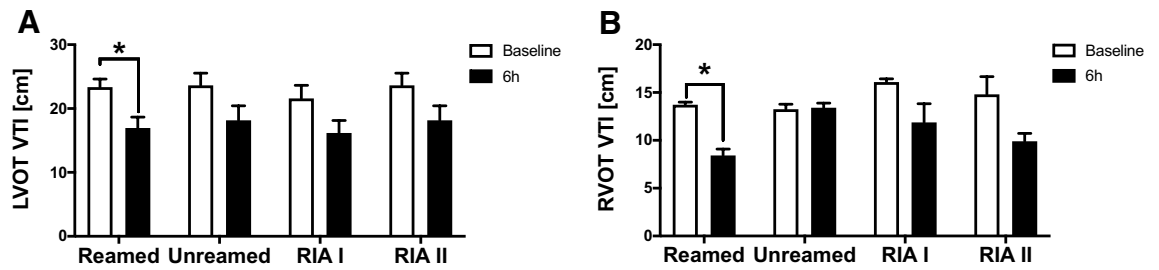 A
LVOT VTI [cm]
30
20
10
0
*
Baseline
6h
Reamed Unreamed RIA I RIA II
B
RVOT VTI [cm]
20
15
10
5
0
*
Baseline
6h
Reamed Unreamed RIA I RIA II